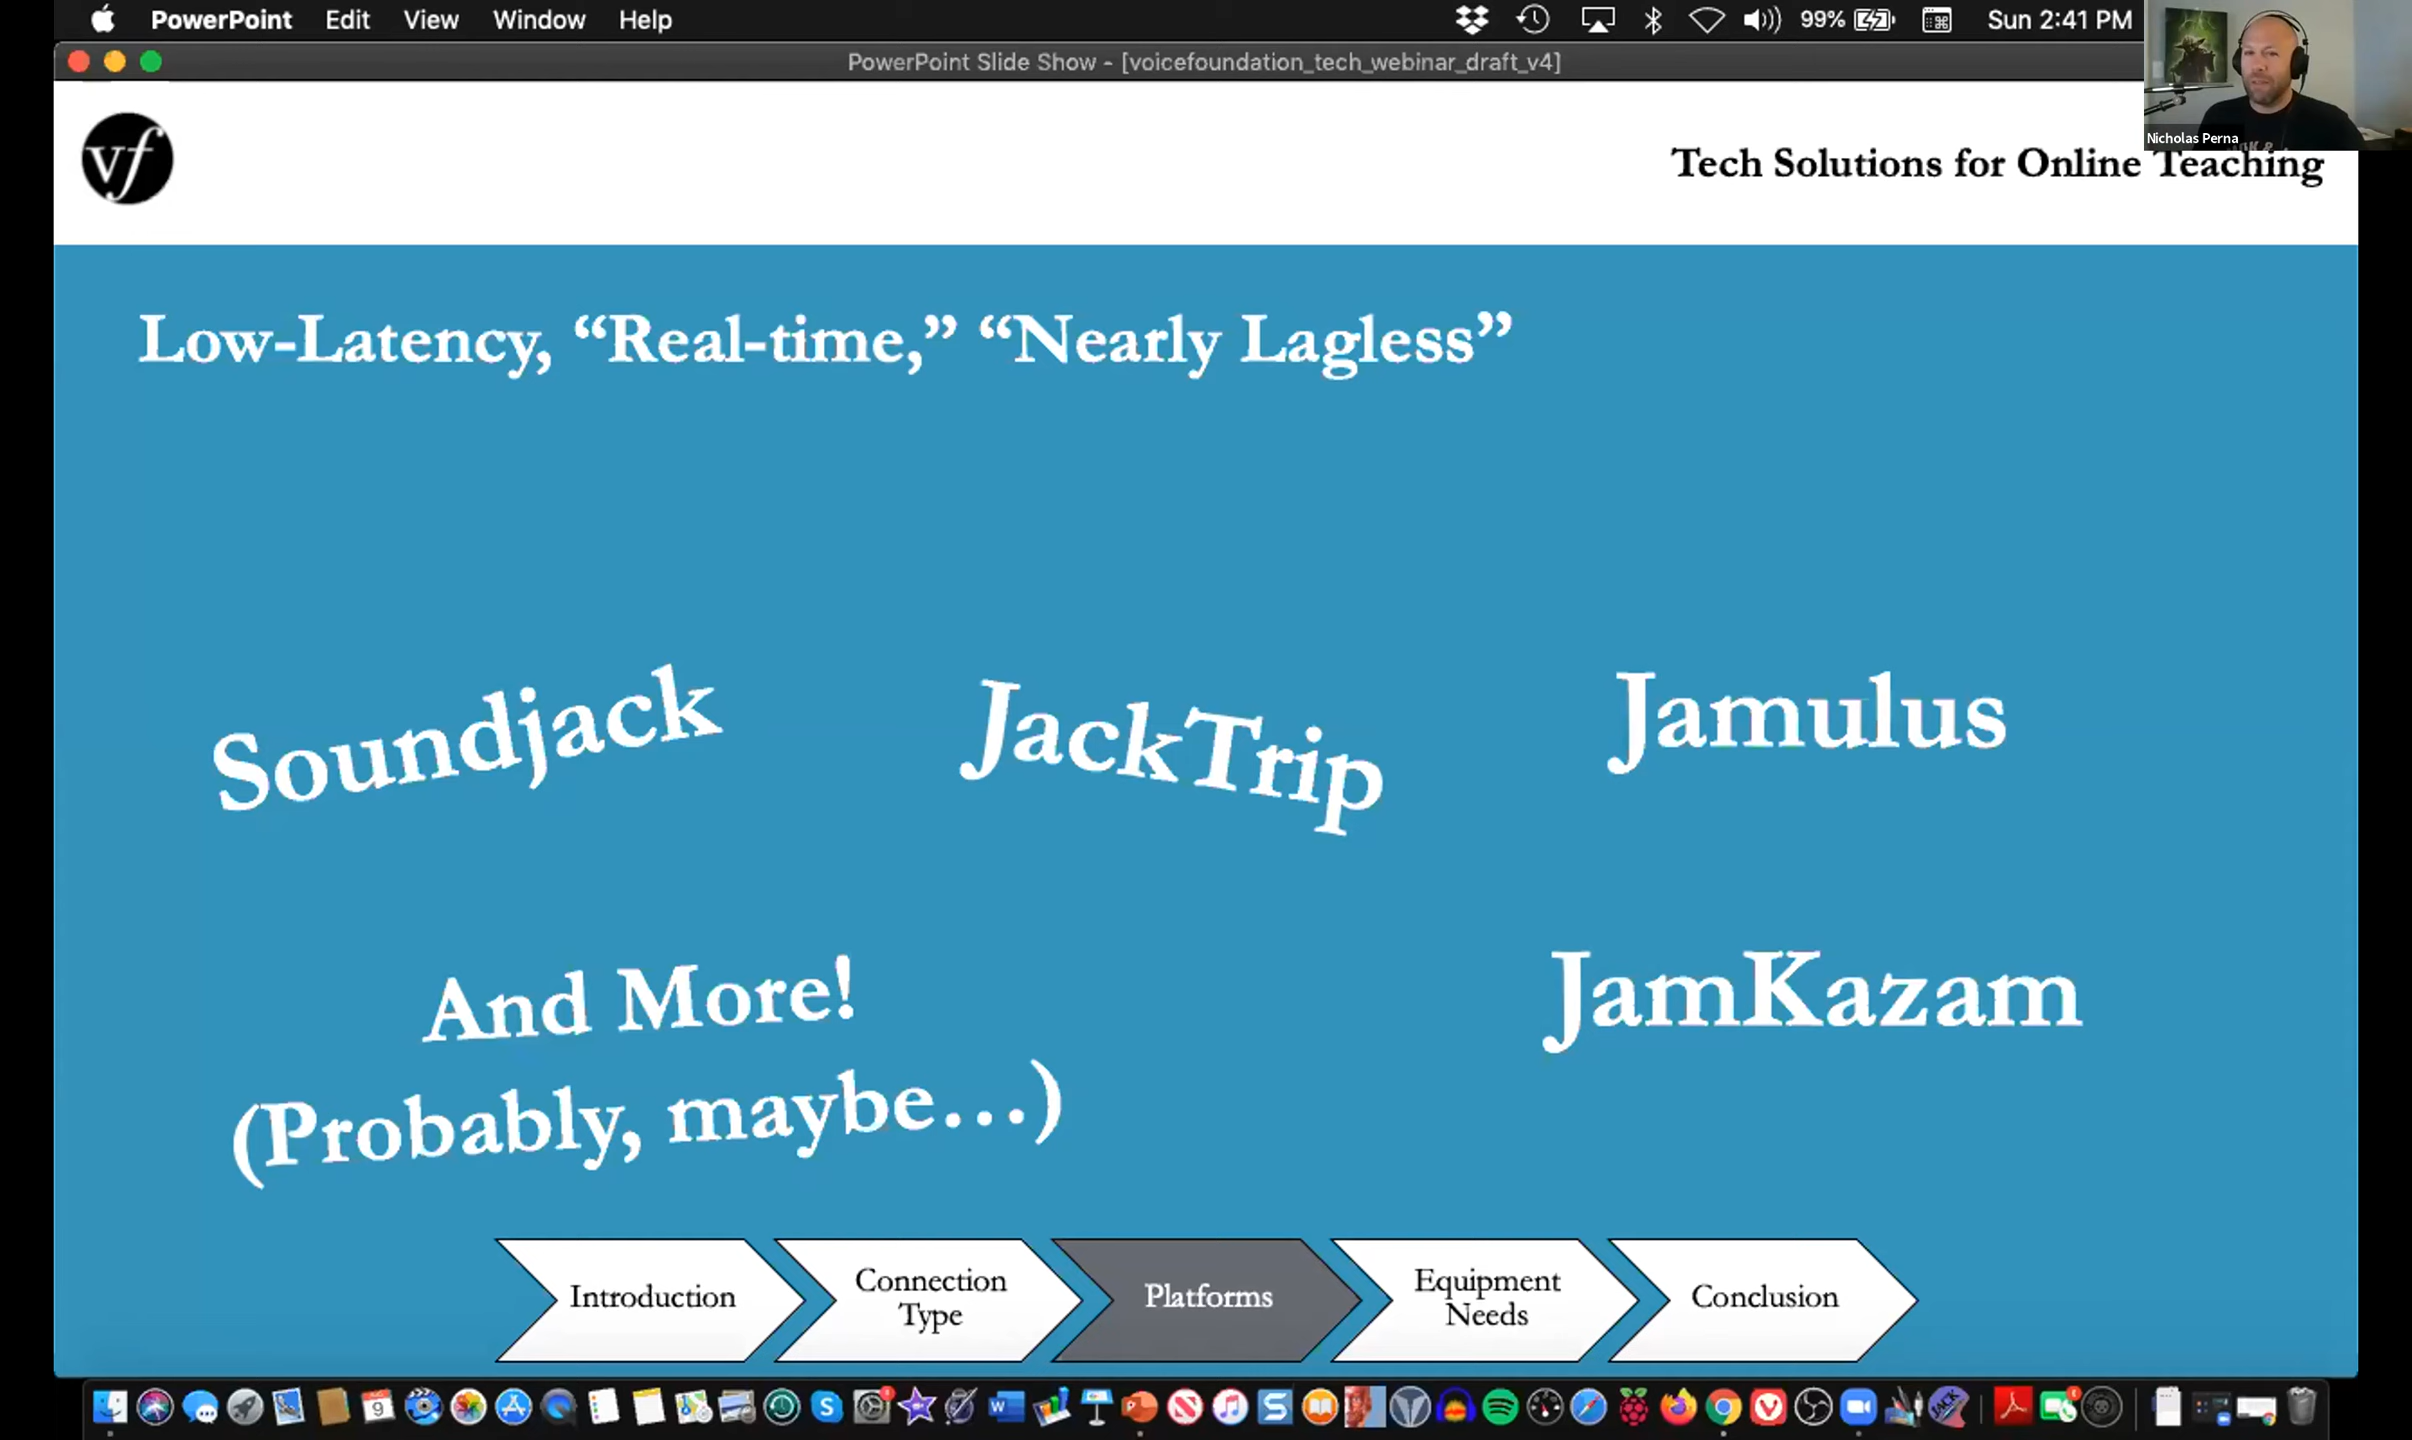 PowerPoint Edit View Window Help 99% Sun 2:41 PM
PowerPoint Slide Show - [voicefoundation_tech_webinar_draft_v4]
Nicholas Perna
vf
Tech Solutions for Online Teaching
Low-Latency, “Real-time,” “Nearly Lagless”
Soundjack
JackTrip
Jamulus
And More!
(Probably, maybe…)
JamKazam
Introduction
Connection
Type
Platforms
Equipment
Needs
Conclusion
9
JACK